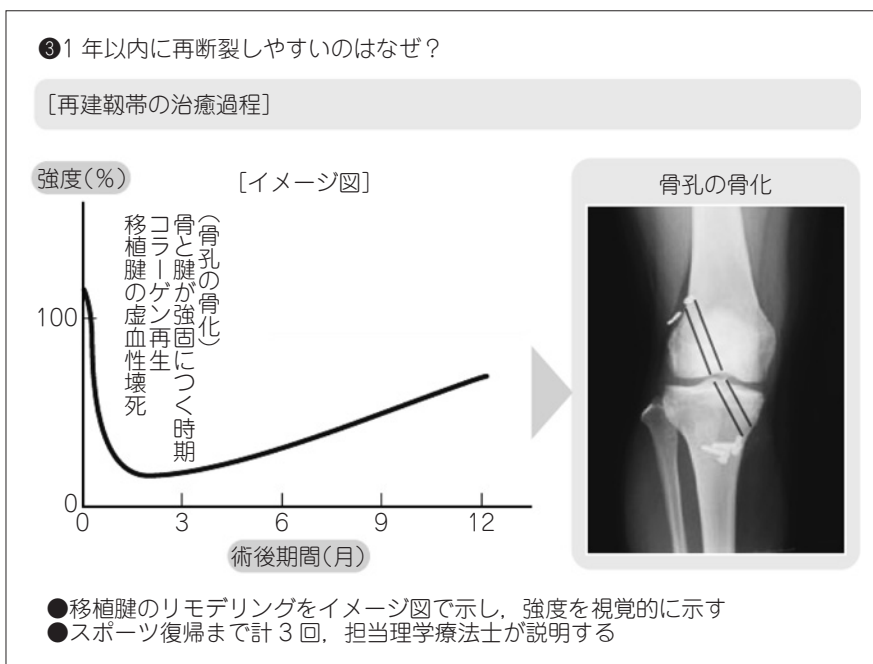 ❸1年以内に再断裂しやすいのはなぜ？
[再建靱帯の治癒過程]
強度(%)
[イメージ図]
(骨孔の骨化)
骨と腱が強固につく時期
コラーゲン再生
移植腱の虚血性壊死
100
0
0 3 6 9 12
術後期間(月)
骨孔の骨化
●移植腱のリモデリングをイメージ図で示し，強度を視覚的に示す
●スポーツ復帰まで計3回，担当理学療法士が説明する